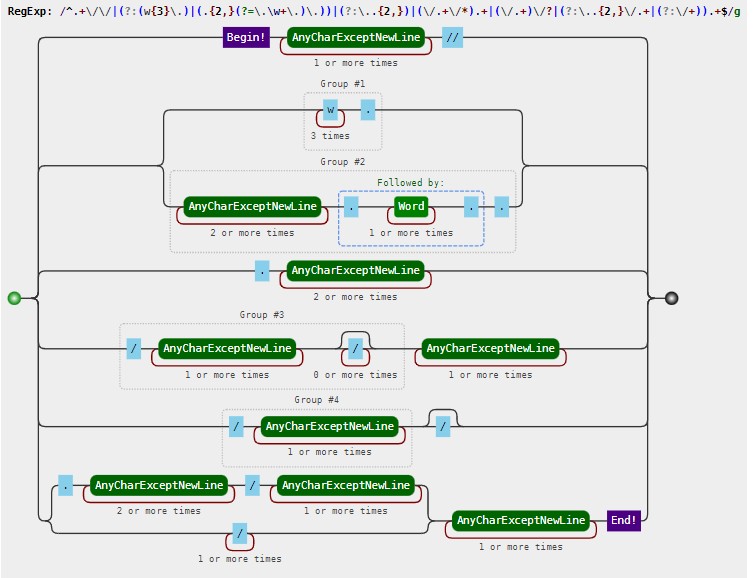 RegExp: /^.+\/\/|(?:(w{3}\.)|(.{2,}(?=\.\w+\.)\.))|(?:\..{2,})|(\/.+\/*).+|(\/.+)\/?|(?:\..{2,}\/.+|(?:\/+)).+$/g
Begin! AnyCharExceptNewLine //
1 or more times
Group #1
w .
3 times
Group #2
Followed by:
AnyCharExceptNewLine . Word . .
2 or more times 1 or more times
. AnyCharExceptNewLine
2 or more times
Group #3
/ AnyCharExceptNewLine / AnyCharExceptNewLine
1 or more times 0 or more times 1 or more times
Group #4
/ AnyCharExceptNewLine /
1 or more times
. AnyCharExceptNewLine / AnyCharExceptNewLine
2 or more times 1 or more times
AnyCharExceptNewLine End!
/
1 or more times
1 or more times